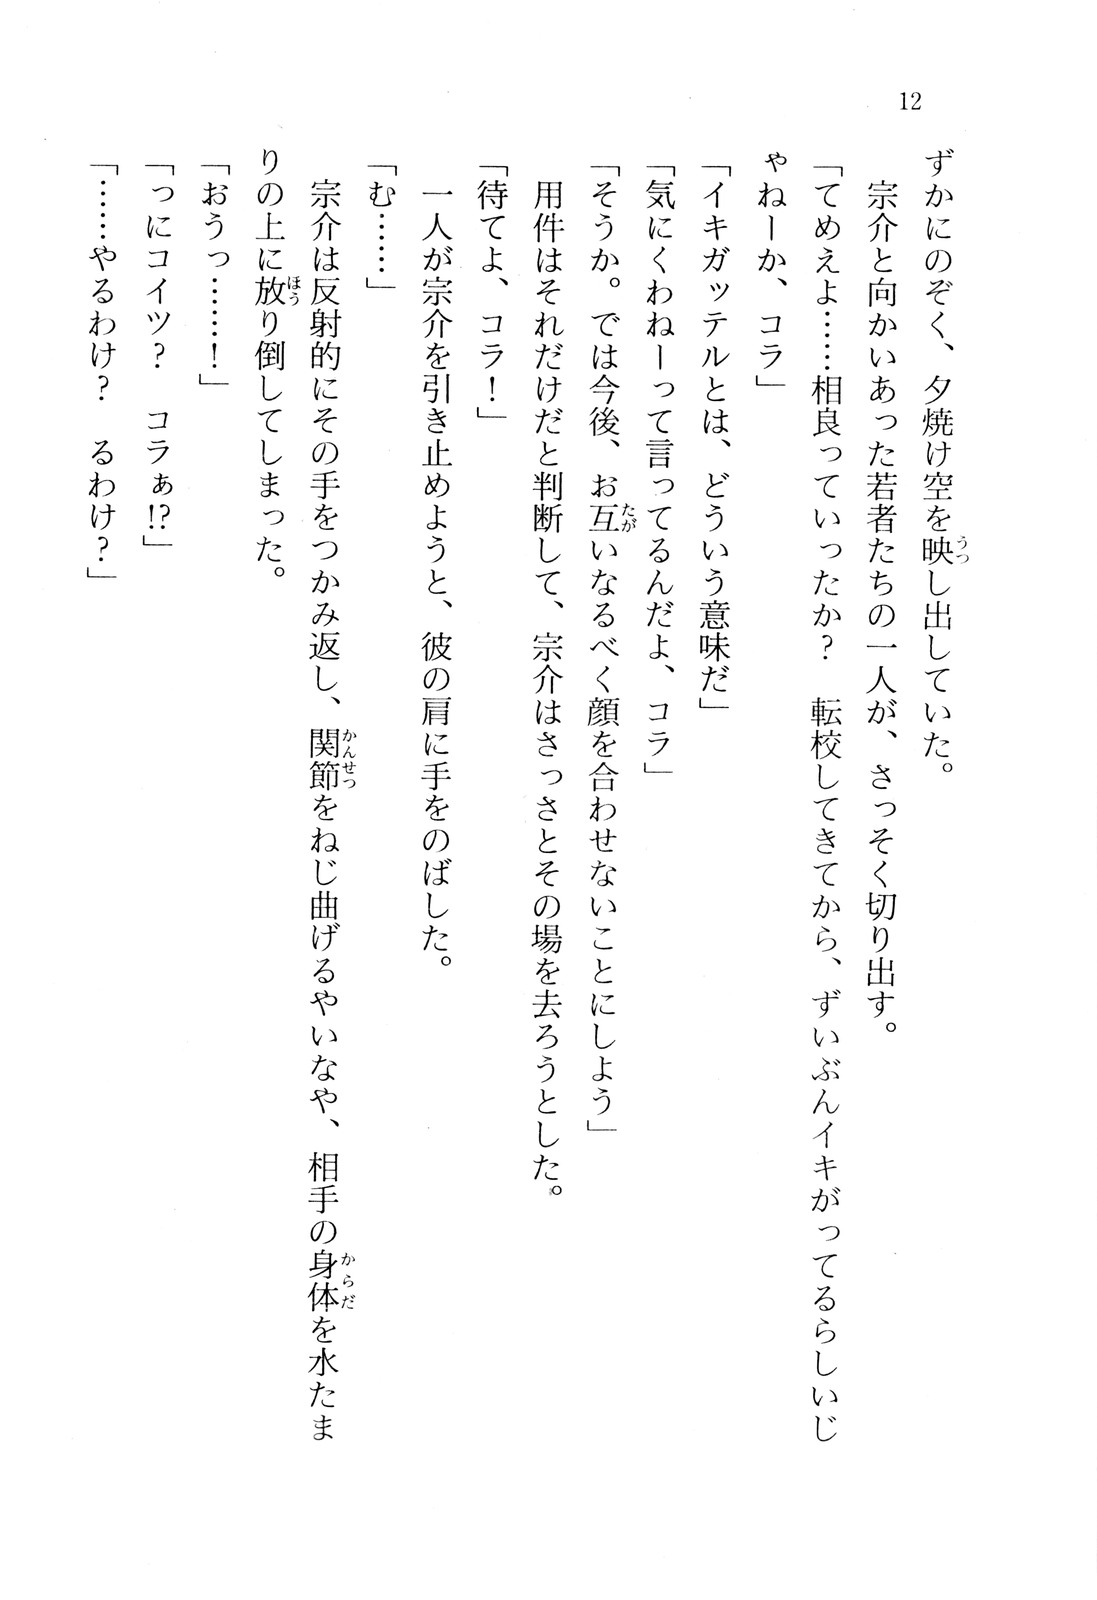 12
ずかにのぞく、夕焼け空を映し出していた。
　宗介と向かいあった若者たちの一人が、さっそく切り出す。
「てめえよ……相良っていったか？　転校してきてから、ずいぶんイキがってるらしいじ
ゃねーか、コラ」
「イキガッテルとは、どういう意味だ」
「気にくわねーって言ってるんだよ、コラ」
「そうか。では今後、お互いなるべく顔を合わせないことにしよう」
　用件はそれだけだと判断して、宗介はさっさとその場を去ろうとした。
「待てよ、コラ！」
　一人が宗介を引き止めようと、彼の肩に手をのばした。
「む……」
　宗介は反射的にその手をつかみ返し、関節をねじ曲げるやいなや、相手の身体を水たま
りの上に放り倒してしまった。
「おうっ……！」
「っにコイツ？　コラぁ!?」
「……やるわけ？　るわけ？」